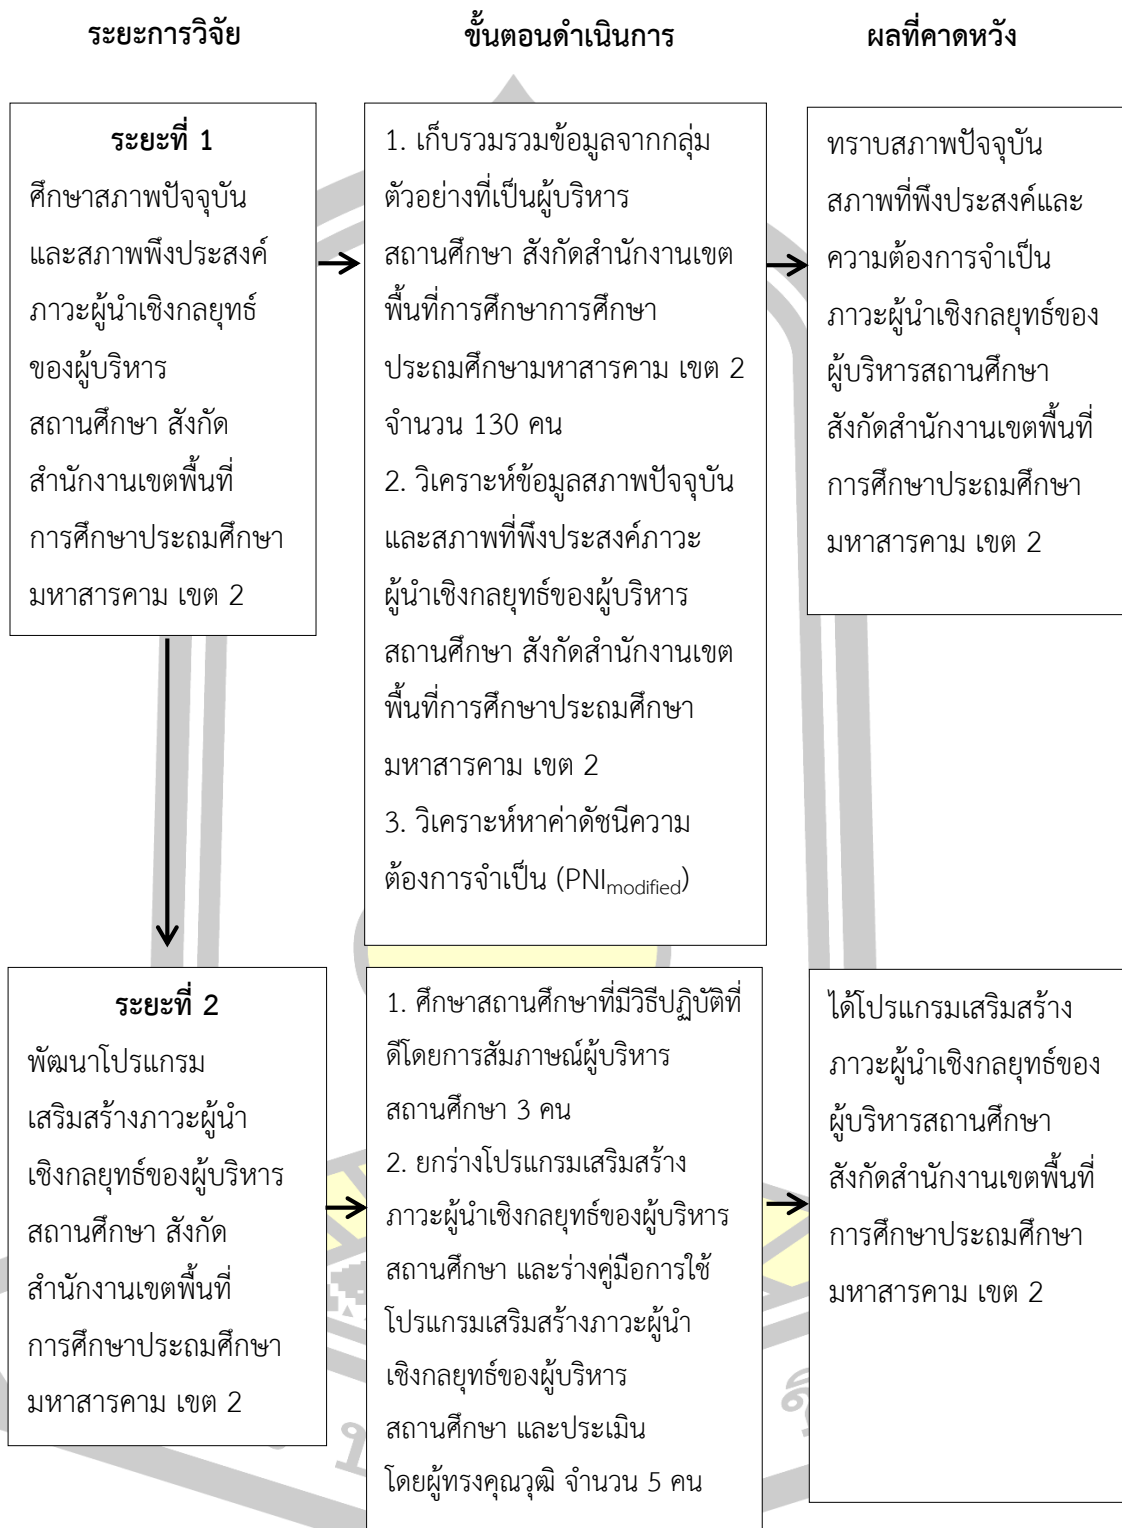 ระยะการวิจัย
ขั้นตอนดำเนินการ
ผลที่คาดหวัง
ระยะที่ 1
ศึกษาสภาพปัจจุบัน
และสภาพพึงประสงค์
ภาวะผู้นำเชิงกลยุทธ์
ของผู้บริหาร
สถานศึกษา สังกัด
สำนักงานเขตพื้นที่
การศึกษาประถมศึกษา
มหาสารคาม เขต 2
1. เก็บรวมรวมข้อมูลจากกลุ่ม
ตัวอย่างที่เป็นผู้บริหาร
สถานศึกษา สังกัดสำนักงานเขต
พื้นที่การศึกษาการศึกษา
ประถมศึกษามหาสารคาม เขต 2
จำนวน 130 คน
2. วิเคราะห์ข้อมูลสภาพปัจจุบัน
และสภาพที่พึงประสงค์ภาวะ
ผู้นำเชิงกลยุทธ์ของผู้บริหาร
สถานศึกษา สังกัดสำนักงานเขต
พื้นที่การศึกษาประถมศึกษา
มหาสารคาม เขต 2
3. วิเคราะห์หาค่าดัชนีความ
ต้องการจำเป็น (PNImodified)
ทราบสภาพปัจจุบัน
สภาพที่พึงประสงค์และ
ความต้องการจำเป็น
ภาวะผู้นำเชิงกลยุทธ์ของ
ผู้บริหารสถานศึกษา
สังกัดสำนักงานเขตพื้นที่
การศึกษาประถมศึกษา
มหาสารคาม เขต 2
ระยะที่ 2
พัฒนาโปรแกรม
เสริมสร้างภาวะผู้นำ
เชิงกลยุทธ์ของผู้บริหาร
สถานศึกษา สังกัด
สำนักงานเขตพื้นที่
การศึกษาประถมศึกษา
มหาสารคาม เขต 2
1. ศึกษาสถานศึกษาที่มีวิธีปฏิบัติที่
ดีโดยการสัมภาษณ์ผู้บริหาร
สถานศึกษา 3 คน
2. ยกร่างโปรแกรมเสริมสร้าง
ภาวะผู้นำเชิงกลยุทธ์ของผู้บริหาร
สถานศึกษา และร่างคู่มือการใช้
โปรแกรมเสริมสร้างภาวะผู้นำ
เชิงกลยุทธ์ของผู้บริหาร
สถานศึกษา และประเมิน
โดยผู้ทรงคุณวุฒิ จำนวน 5 คน
ได้โปรแกรมเสริมสร้าง
ภาวะผู้นำเชิงกลยุทธ์ของ
ผู้บริหารสถานศึกษา
สังกัดสำนักงานเขตพื้นที่
การศึกษาประถมศึกษา
มหาสารคาม เขต 2